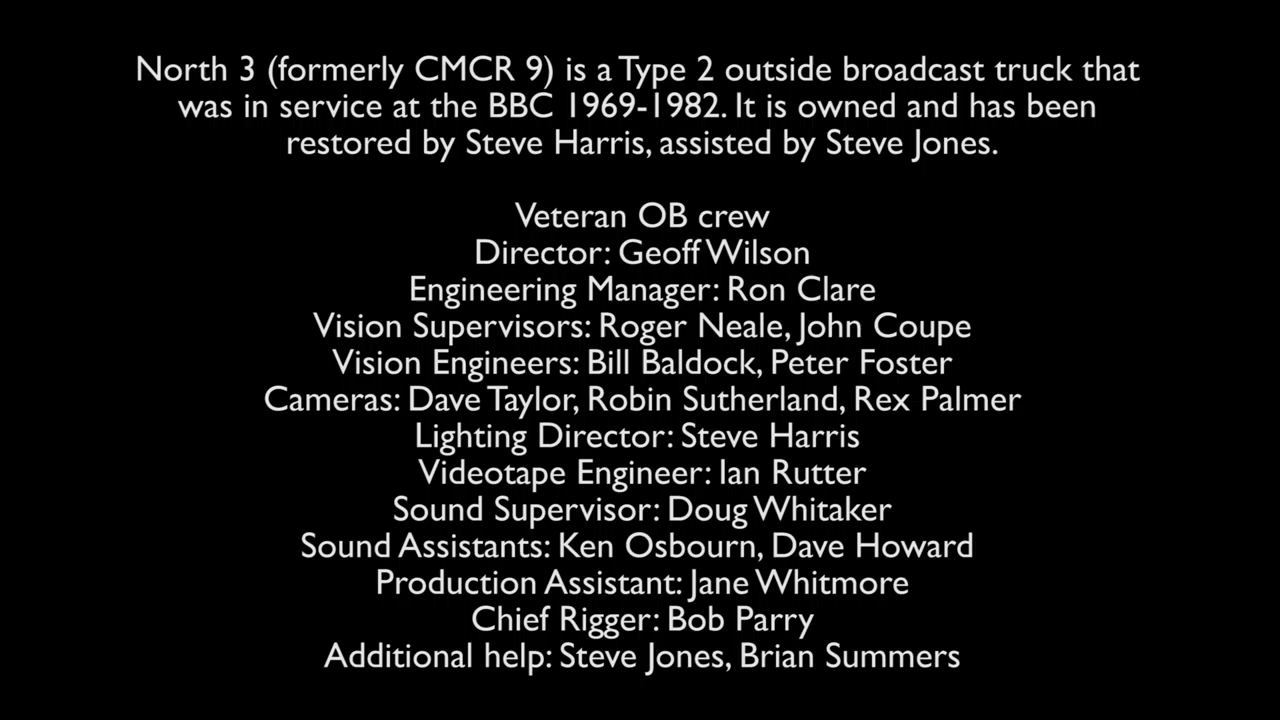 North 3 (formerly CMCR 9) is a Type 2 outside broadcast truck that
was in service at the BBC 1969-1982. It is owned and has been
restored by Steve Harris, assisted by Steve Jones.
Veteran OB crew
Director: Geoff Wilson
Engineering Manager: Ron Clare
Vision Supervisors: Roger Neale, John Coupe
Vision Engineers: Bill Baldock, Peter Foster
Cameras: Dave Taylor, Robin Sutherland, Rex Palmer
Lighting Director: Steve Harris
Videotape Engineer: Ian Rutter
Sound Supervisor: Doug Whitaker
Sound Assistants: Ken Osbourn, Dave Howard
Production Assistant: Jane Whitmore
Chief Rigger: Bob Parry
Additional help: Steve Jones, Brian Summers